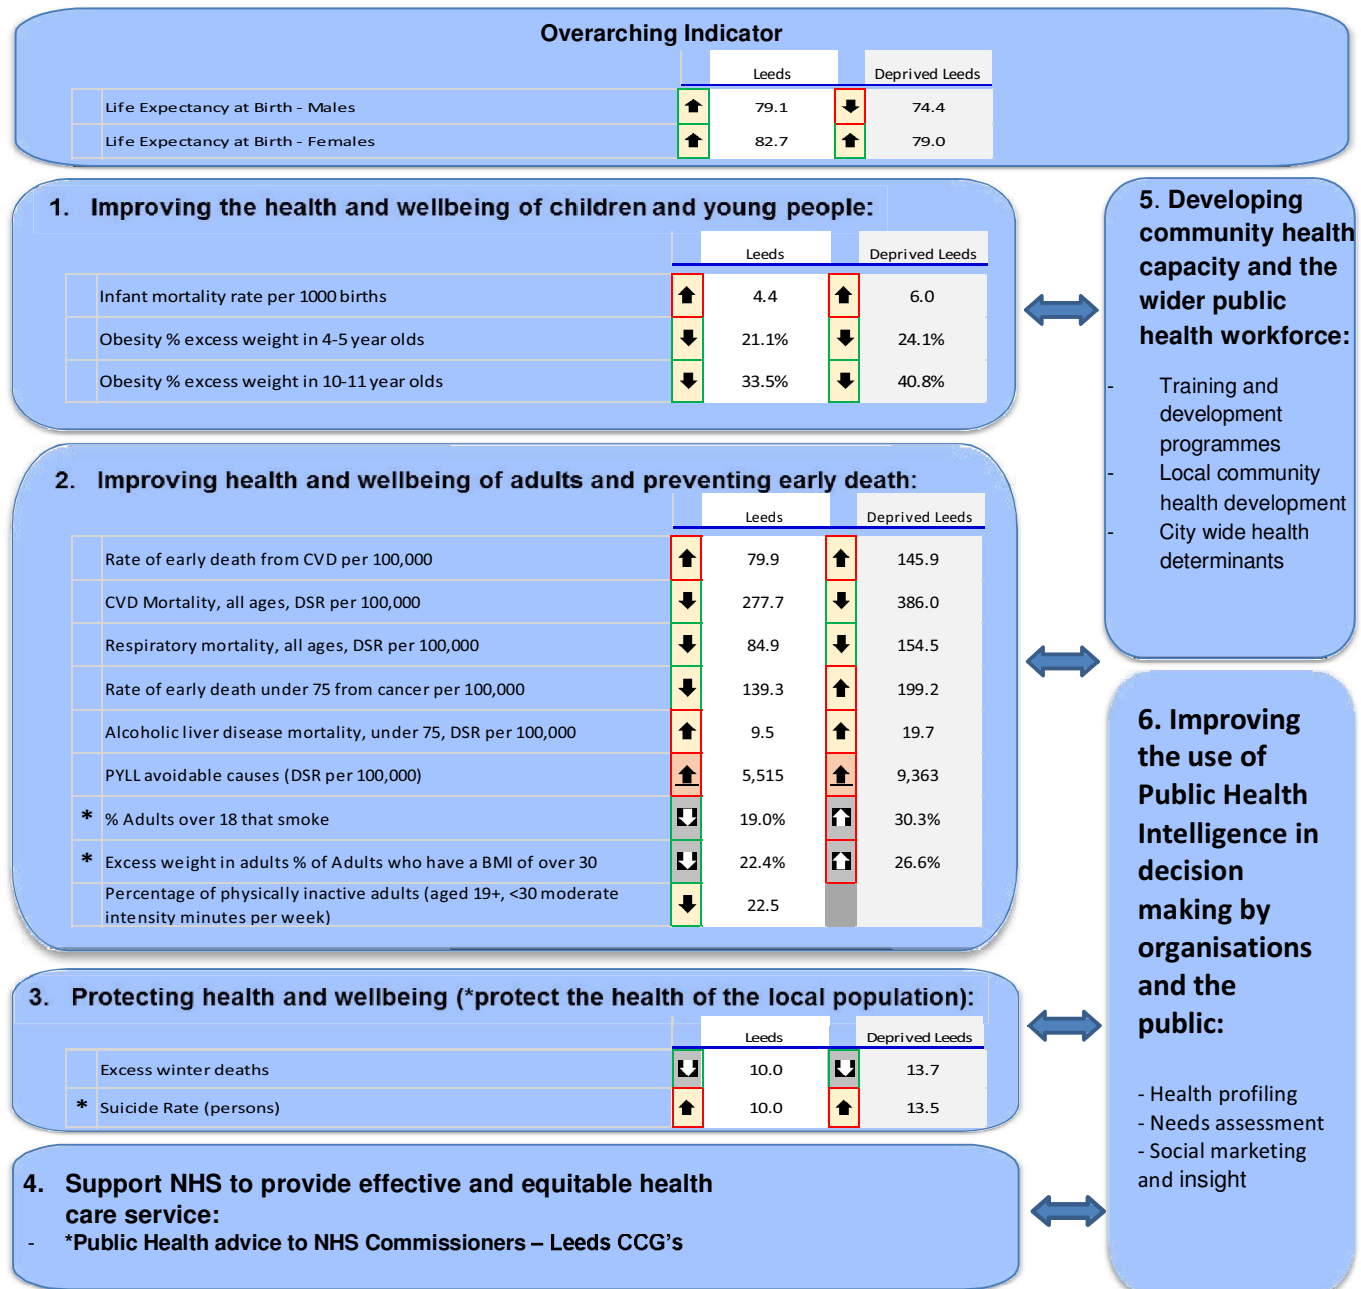 Overarching Indicator
Leeds Deprived Leeds
Life Expectancy at Birth - Males 79.1 74.4
Life Expectancy at Birth - Females 82.7 79.0
1. Improving the health and wellbeing of children and young people:
Leeds Deprived Leeds
Infant mortality rate per 1000 births 4.4 6.0
Obesity % excess weight in 4-5 year olds 21.1% 24.1%
Obesity % excess weight in 10-11 year olds 33.5% 40.8%
2. Improving health and wellbeing of adults and preventing early death:
Leeds Deprived Leeds
Rate of early death from CVD per 100,000 79.9 145.9
CVD Mortality, all ages, DSR per 100,000 277.7 386.0
Respiratory mortality, all ages, DSR per 100,000 84.9 154.5
Rate of early death under 75 from cancer per 100,000 139.3 199.2
Alcoholic liver disease mortality, under 75, DSR per 100,000 9.5 19.7
PYLL avoidable causes (DSR per 100,000) 5,515 9,363
* % Adults over 18 that smoke 19.0% 30.3%
* Excess weight in adults % of Adults who have a BMI of over 30 22.4% 26.6%
Percentage of physically inactive adults (aged 19+, <30 moderate
intensity minutes per week) 22.5
3. Protecting health and wellbeing (*protect the health of the local population):
Leeds Deprived Leeds
Excess winter deaths 10.0 13.7
* Suicide Rate (persons) 10.0 13.5
4. Support NHS to provide effective and equitable health
care service:
- *Public Health advice to NHS Commissioners – Leeds CCG's
5. Developing
community health
capacity and the
wider public
health workforce:
- Training and
development
programmes
- Local community
health development
- City wide health
determinants
6. Improving
the use of
Public Health
Intelligence in
decision
making by
organisations
and the
public:
- Health profiling
- Needs assessment
- Social marketing
and insight